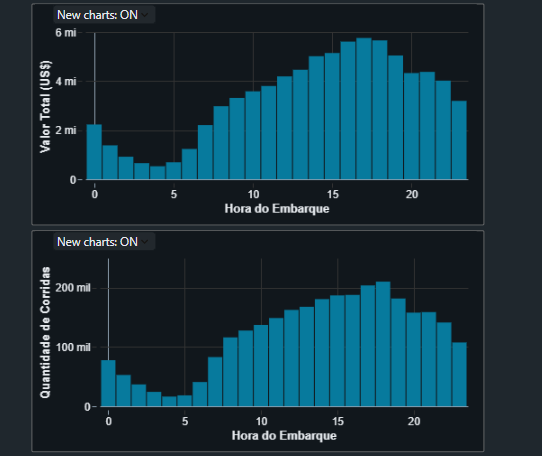 New charts: ON
Valor Total (US$)
6 mi
4 mi
2 mi
0
0 5 10 15 20
Hora do Embarque
New charts: ON
Quantidade de Corridas
200 mil
100 mil
0
0 5 10 15 20
Hora do Embarque